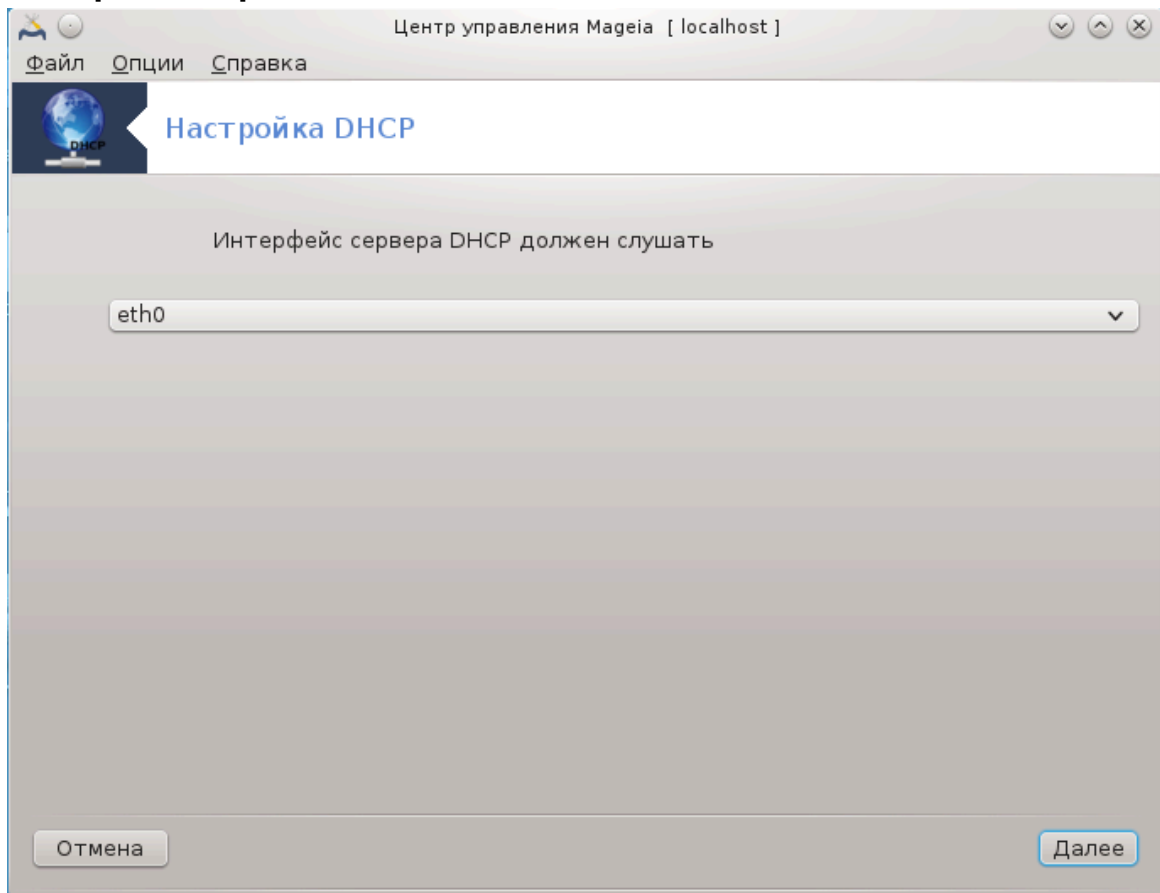 Центр управления Mageia [ localhost ]
Файл Опции Справка
DHCP
Настройка DHCP
Интерфейс сервера DHCP должен слушать
eth0
Отмена
Далее